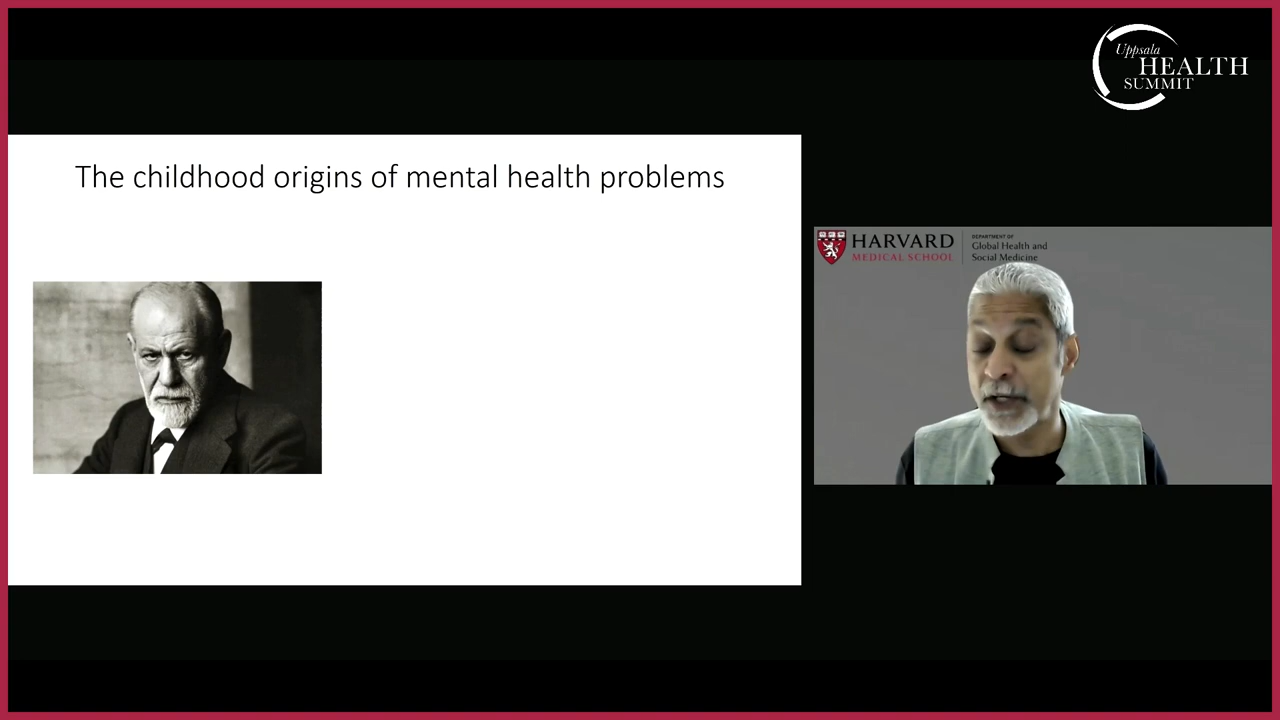 Uppsala
HEALTH
SUMMIT
The childhood origins of mental health problems
HARVARD
MEDICAL SCHOOL
DEPARTMENT OF
Global Health and
Social Medicine